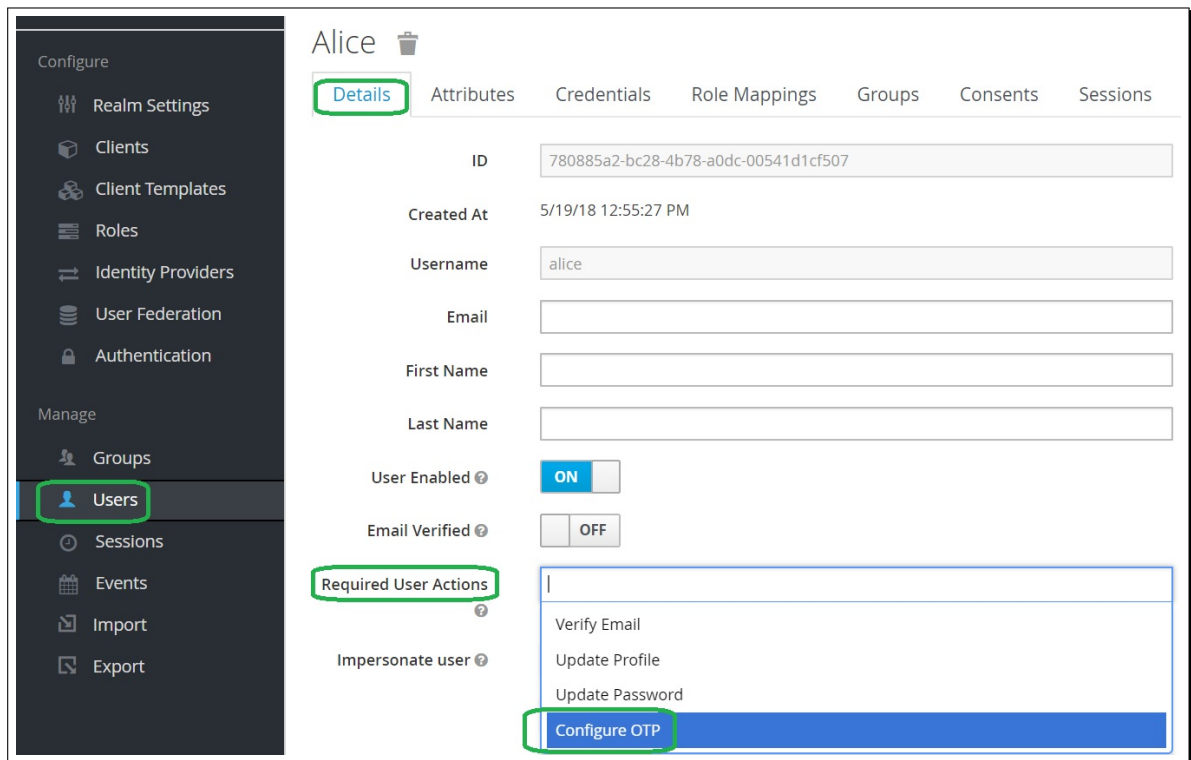 Configure
Realm Settings
Clients
Client Templates
Roles
Identity Providers
User Federation
Authentication
Manage
Groups
Users
Sessions
Events
Import
Export
Alice
Details Attributes Credentials Role Mappings Groups Consents Sessions
ID 780885a2-bc28-4b78-a0dc-00541d1cf507
Created At 5/19/18 12:55:27 PM
Username alice
Email
First Name
Last Name
User Enabled ? ON
Email Verified ? OFF
Required User Actions
?
Verify Email
Impersonate user ? Update Profile
Update Password
Configure OTP